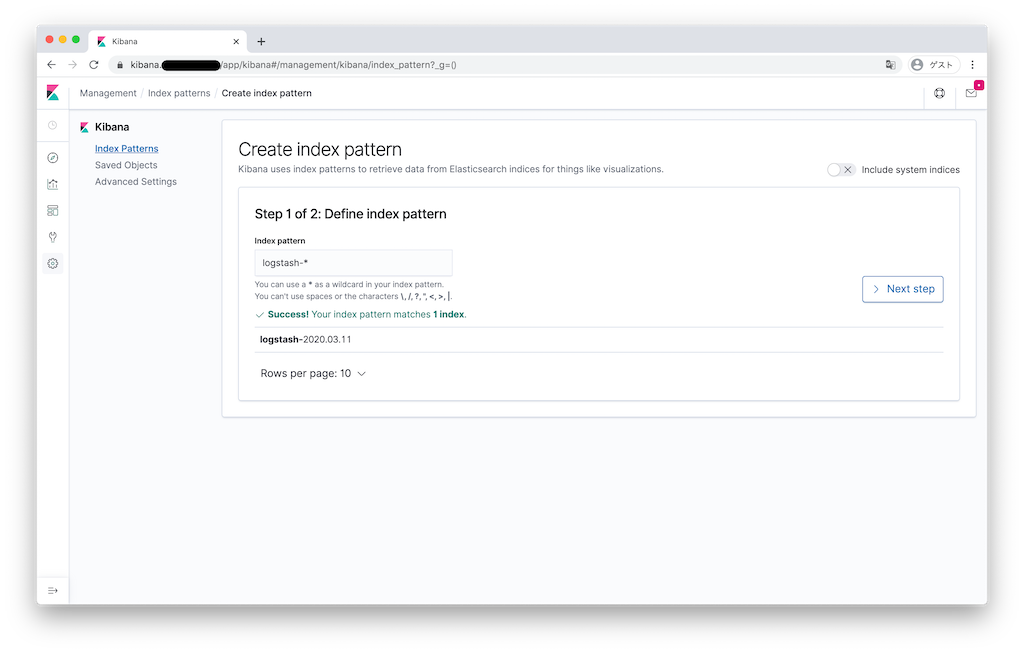 Kibana
kibana.
/app/kibana#/management/kibana/index_pattern?_g=()
ゲスト
Management / Index patterns / Create index pattern
Kibana
Index Patterns
Saved Objects
Advanced Settings
Create index pattern
Kibana uses index patterns to retrieve data from Elasticsearch indices for things like visualizations.
Include system indices
Step 1 of 2: Define index pattern
Index pattern
logstash-*
You can use a * as a wildcard in your index pattern.
You can't use spaces or the characters \, /, ?, ", <, >, |.
Next step
Success! Your index pattern matches 1 index.
logstash-2020.03.11
Rows per page: 10